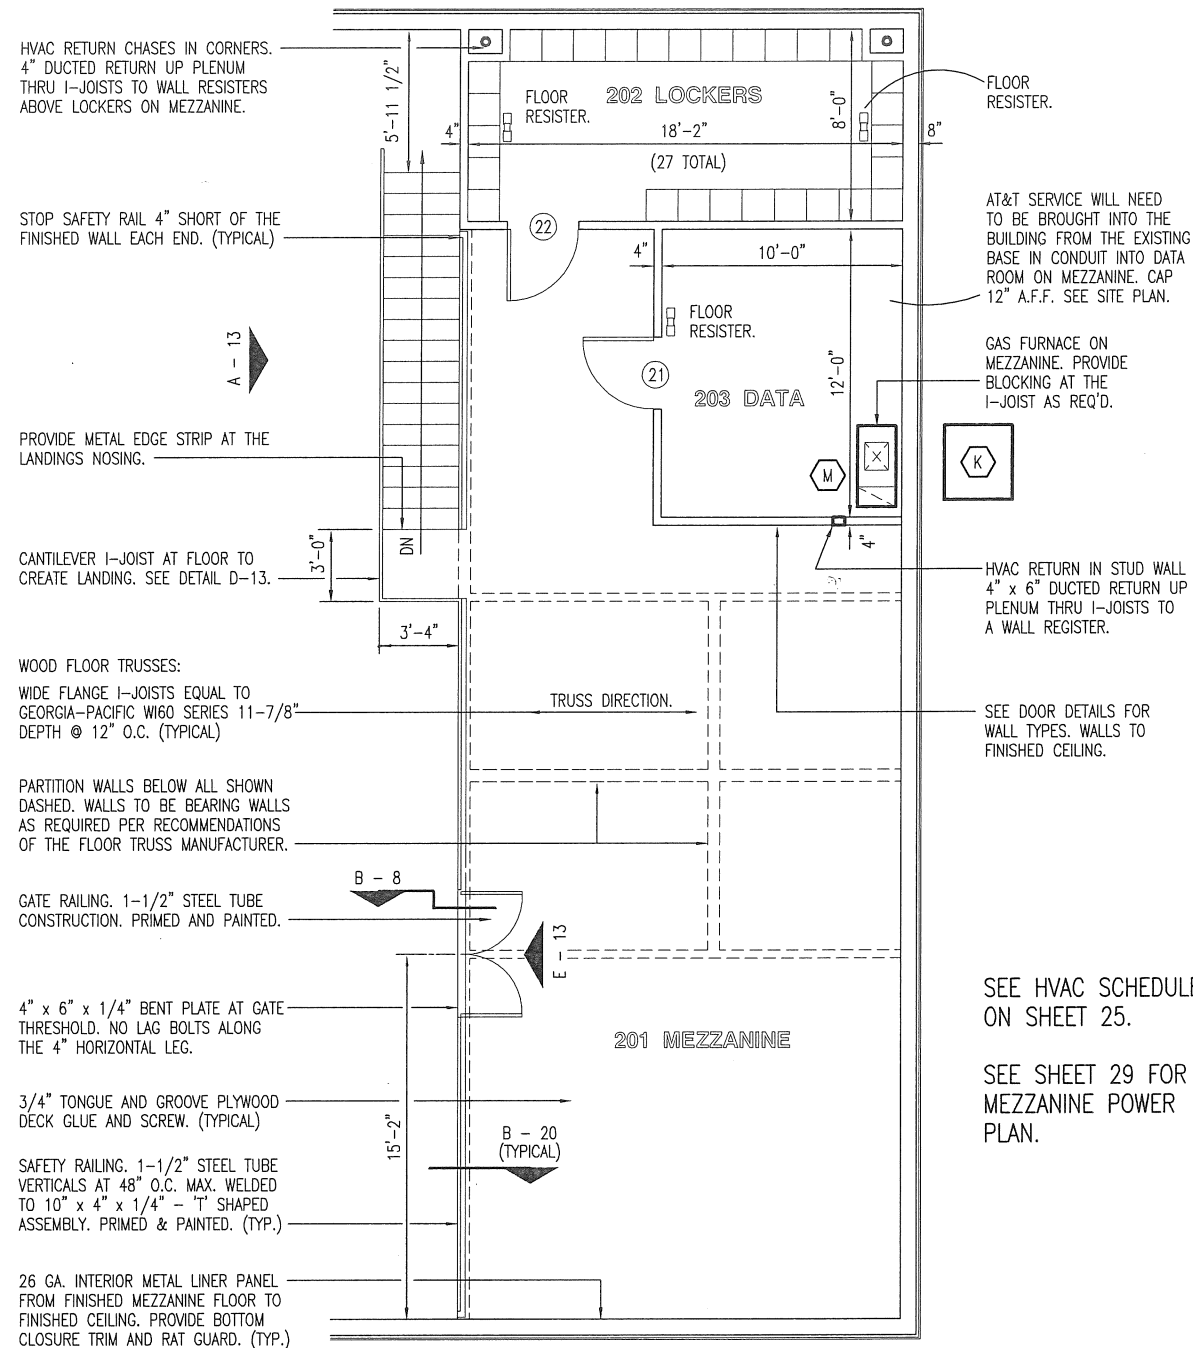 HVAC RETURN CHASES IN CORNERS.
4" DUCTED RETURN UP PLENUM
THRU I-JOISTS TO WALL RESISTERS
ABOVE LOCKERS ON MEZZANINE.
5'-11 1/2"
4"
FLOOR
RESISTER.
202 LOCKERS
18'-2"
(27 TOTAL)
8'-0"
8"
FLOOR
RESISTER.
STOP SAFETY RAIL 4" SHORT OF THE
FINISHED WALL EACH END. (TYPICAL)
22
4"
10'-0"
AT&T SERVICE WILL NEED
TO BE BROUGHT INTO THE
BUILDING FROM THE EXISTING
BASE IN CONDUIT INTO DATA
ROOM ON MEZZANINE. CAP
12" A.F.F. SEE SITE PLAN.
FLOOR
RESISTER.
A - 13
21
203 DATA
12'-0"
GAS FURNACE ON
MEZZANINE. PROVIDE
BLOCKING AT THE
I-JOIST AS REQ'D.
PROVIDE METAL EDGE STRIP AT THE
LANDINGS NOSING.
M
X
K
CANTILEVER I-JOIST AT FLOOR TO
CREATE LANDING. SEE DETAIL D-13.
3'-0"
DN
4"
HVAC RETURN IN STUD WALL
4" x 6" DUCTED RETURN UP
PLENUM THRU I-JOISTS TO
A WALL REGISTER.
3'-4"
WOOD FLOOR TRUSSES:
WIDE FLANGE I-JOISTS EQUAL TO
GEORGIA-PACIFIC WI60 SERIES 11-7/8"
DEPTH @ 12" O.C. (TYPICAL)
TRUSS DIRECTION.
SEE DOOR DETAILS FOR
WALL TYPES. WALLS TO
FINISHED CEILING.
PARTITION WALLS BELOW ALL SHOWN
DASHED. WALLS TO BE BEARING WALLS
AS REQUIRED PER RECOMMENDATIONS
OF THE FLOOR TRUSS MANUFACTURER.
B - 8
GATE RAILING. 1-1/2" STEEL TUBE
CONSTRUCTION. PRIMED AND PAINTED.
E - 13
4" x 6" x 1/4" BENT PLATE AT GATE
THRESHOLD. NO LAG BOLTS ALONG
THE 4" HORIZONTAL LEG.
201 MEZZANINE
SEE HVAC SCHEDULE
ON SHEET 25.
SEE SHEET 29 FOR
MEZZANINE POWER
PLAN.
3/4" TONGUE AND GROOVE PLYWOOD
DECK GLUE AND SCREW. (TYPICAL)
15'-2"
B - 20
(TYPICAL)
SAFETY RAILING. 1-1/2" STEEL TUBE
VERTICALS AT 48" O.C. MAX. WELDED
TO 10" x 4" x 1/4" - 'T' SHAPED
ASSEMBLY. PRIMED & PAINTED. (TYP.)
26 GA. INTERIOR METAL LINER PANEL
FROM FINISHED MEZZANINE FLOOR TO
FINISHED CEILING. PROVIDE BOTTOM
CLOSURE TRIM AND RAT GUARD. (TYP.)